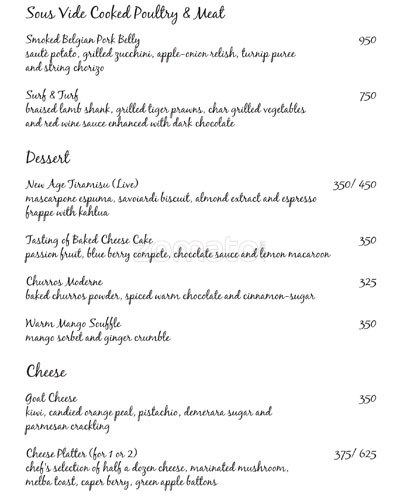 Sous Vide Cooked Poultry & Meat
Smoked Belgian Pork Belly 950
sautè potato, grilled zucchini, apple-onion relish, turnip puree
and string chorizo
Surf & Turf 750
braised lamb shank, grilled tiger prawns, char grilled vegetables
and red wine sauce enhanced with dark chocolate
Dessert
New Age Tiramisu (Live) 350/ 450
mascarpone espuma, savoiardi biscuit, almond extract and espresso
frappe with kahlua
Tasting of Baked Cheese Cake 350
passion fruit, blue berry compote, chocolate sauce and lemon macaroon
Churros Moderne 325
baked churros powder, spiced warm chocolate and cinnamon-sugar
Warm Mango Souffle 350
mango sorbet and ginger crumble
Cheese
Goat Cheese 350
kiwi, candied orange peal, pistachio, demerara sugar and
parmesan crackling
Cheese Platter (for 1 or 2) 375/ 625
chef's selection of half a dozen cheese, marinated mushroom,
melba toast, caper berry, green apple battons